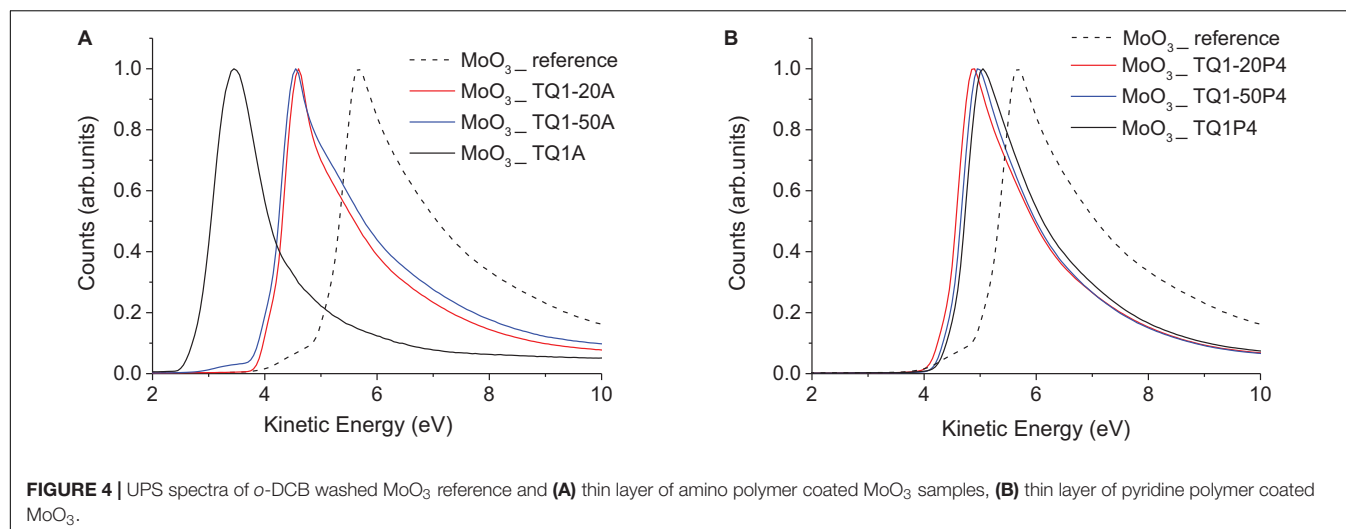 A
MoO₃_ reference
MoO₃_ TQ1-20A
MoO₃_ TQ1-50A
MoO₃_ TQ1A
1.0
0.8
0.6
0.4
0.2
0.0
Counts (arb.units)
2 4 6 8 10
Kinetic Energy (eV)
B
MoO₃_ reference
MoO₃_ TQ1-20P4
MoO₃_ TQ1-50P4
MoO₃_ TQ1P4
1.0
0.8
0.6
0.4
0.2
0.0
Counts (arb.units)
2 4 6 8 10
Kinetic Energy (eV)
FIGURE 4 | UPS spectra of o-DCB washed MoO₃ reference and (A) thin layer of amino polymer coated MoO₃ samples, (B) thin layer of pyridine polymer coated
MoO₃.